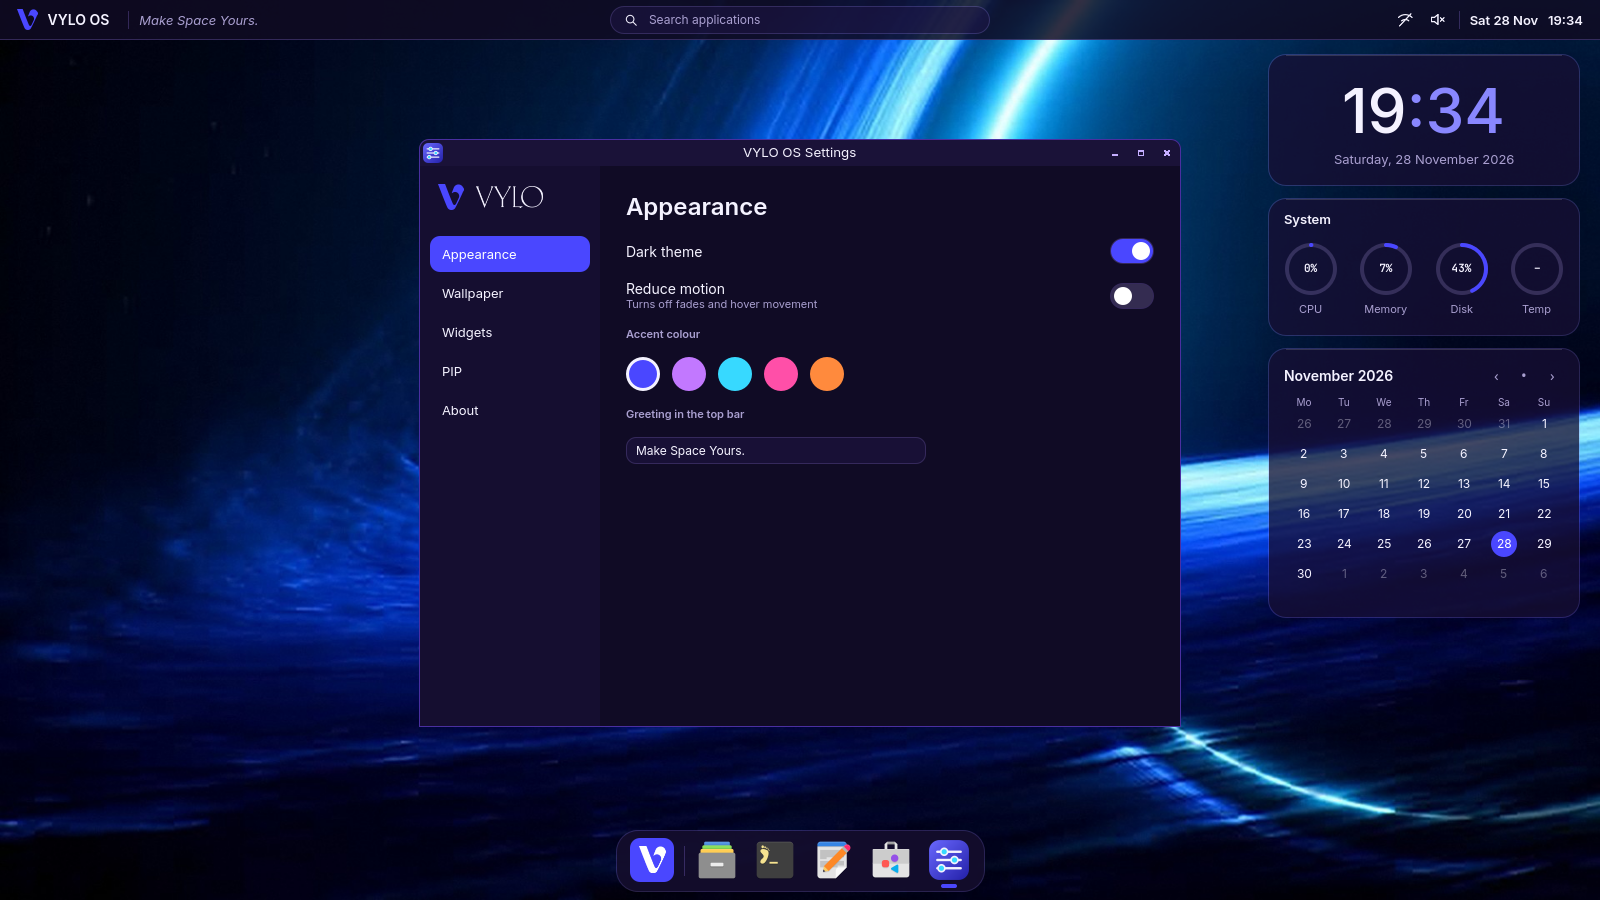 VYLO OS
Make Space Yours.
Search applications
Sat 28 Nov 19:34
VYLO OS Settings
VYLO
Appearance
Wallpaper
Widgets
PIP
About
Appearance
Dark theme
Reduce motion
Turns off fades and hover movement
Accent colour
Greeting in the top bar
Make Space Yours.
19:34
Saturday, 28 November 2026
System
0% 7% 43% –
CPU Memory Disk Temp
November 2026 ‹ • ›
Mo Tu We Th Fr Sa Su
26 27 28 29 30 31 1
2 3 4 5 6 7 8
9 10 11 12 13 14 15
16 17 18 19 20 21 22
23 24 25 26 27 28 29
30 1 2 3 4 5 6